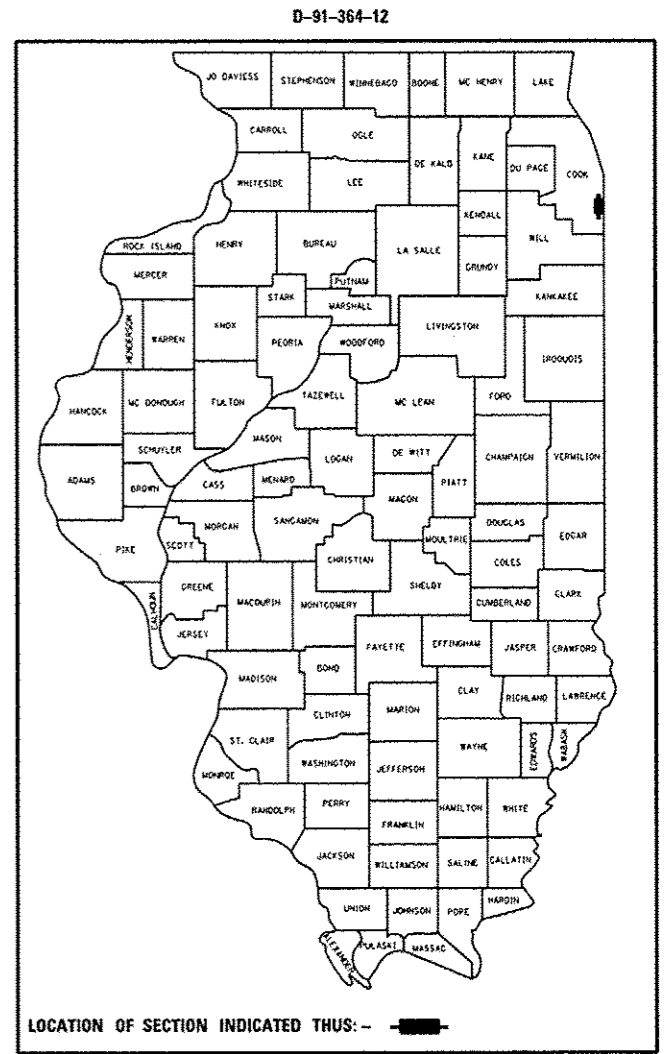 D-91-364-12
JO DAVIESS STEPHENSON WINNEBAGO BOONE MC HENRY LAKE
CARROLL OGLE
DE KALB KANE DU PAGE COOK
WHITESIDE LEE
KENDALL WILL
ROCK ISLAND HENRY BUREAU LA SALLE GRUNDY
MERCER PUTNAM KANKAKEE
STARK MARSHALL
HENDERSON WARREN KNOX PEORIA WOODFORD LIVINGSTON IROQUOIS
HANCOCK MC DONOUGH FULTON TAZEWELL MC LEAN FORD
SCHUYLER MASON LOGAN DE WITT CHAMPAIGN VERMILION
ADAMS BROWN CASS MENARD MACON PIATT
PIKE SCOTT MORGAN SANGAMON CHRISTIAN MOULTRIE DOUGLAS EDGAR
COLES
CALHOUN GREENE MACOUPIN MONTGOMERY SHELBY CUMBERLAND CLARK
JERSEY
FAYETTE EFFINGHAM JASPER CRAWFORD
MADISON BOND CLAY RICHLAND LAWRENCE
CLINTON MARION
ST. CLAIR WAYNE EDWARDS WABASH
MONROE WASHINGTON JEFFERSON
RANDOLPH PERRY HAMILTON WHITE
FRANKLIN
JACKSON WILLIAMSON SALINE GALLATIN
UNION JOHNSON POPE HARDIN
ALEXANDER PULASKI MASSAC
LOCATION OF SECTION INDICATED THUS: -